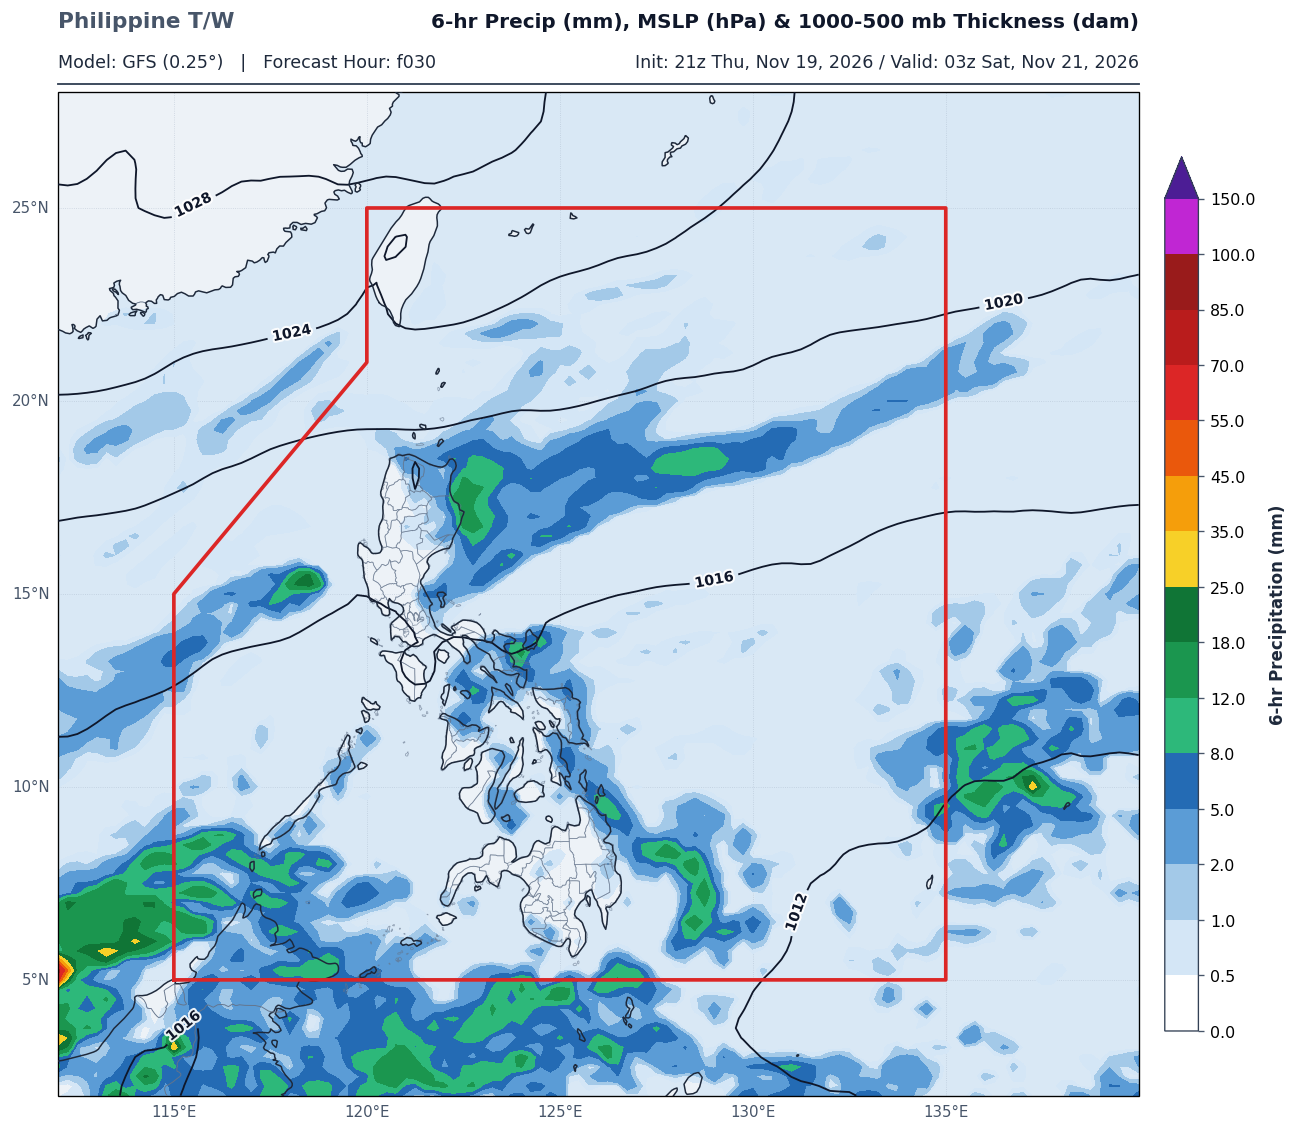 Philippine T/W
6-hr Precip (mm), MSLP (hPa) & 1000-500 mb Thickness (dam)
Model: GFS (0.25°) | Forecast Hour: f030
Init: 21z Thu, Nov 19, 2026 / Valid: 03z Sat, Nov 21, 2026
25°N
20°N
15°N
10°N
5°N
115°E
120°E
125°E
130°E
135°E
1028
1024
1020
1016
1012
1016
150.0
100.0
85.0
70.0
55.0
45.0
35.0
25.0
18.0
12.0
8.0
5.0
2.0
1.0
0.5
0.0
6-hr Precipitation (mm)